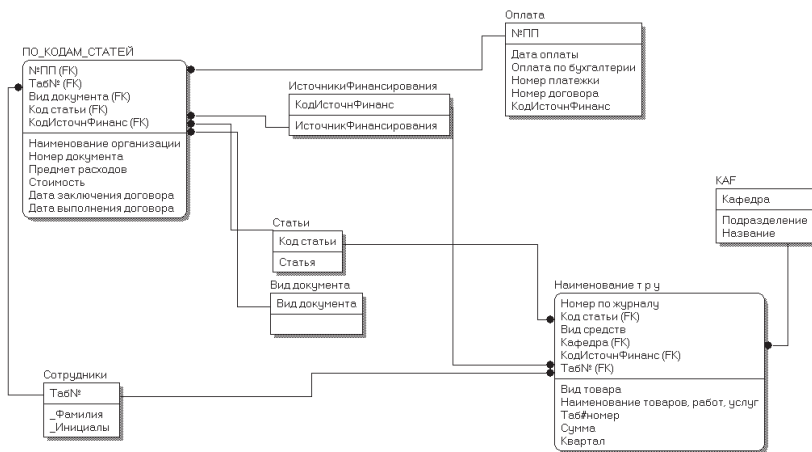 Оплата
№ПП
Дата оплаты
Оплата по бухгалтерии
Номер платежки
Номер договора
КодИсточнФинанс
ПО_КОДАМ_СТАТЕЙ
№ПП (FK)
Таб№ (FK)
Вид документа (FK)
Код статьи (FK)
КодИсточнФинанс (FK)
Наименование организации
Номер документа
Предмет расходов
Стоимость
Дата заключения договора
Дата выполнения договора
ИсточникиФинансирования
КодИсточнФинанс
ИсточникФинансирования
KAF
Кафедра
Подразделение
Название
Статьи
Код статьи
Статья
Вид документа
Вид документа
Наименование т р у
Номер по журналу
Код статьи (FK)
Вид средств
Кафедра (FK)
КодИсточнФинанс (FK)
Таб№ (FK)
Вид товара
Наименование товаров, работ, услуг
Таб#номер
Сумма
Квартал
Сотрудники
Таб№
_Фамилия
_Инициалы